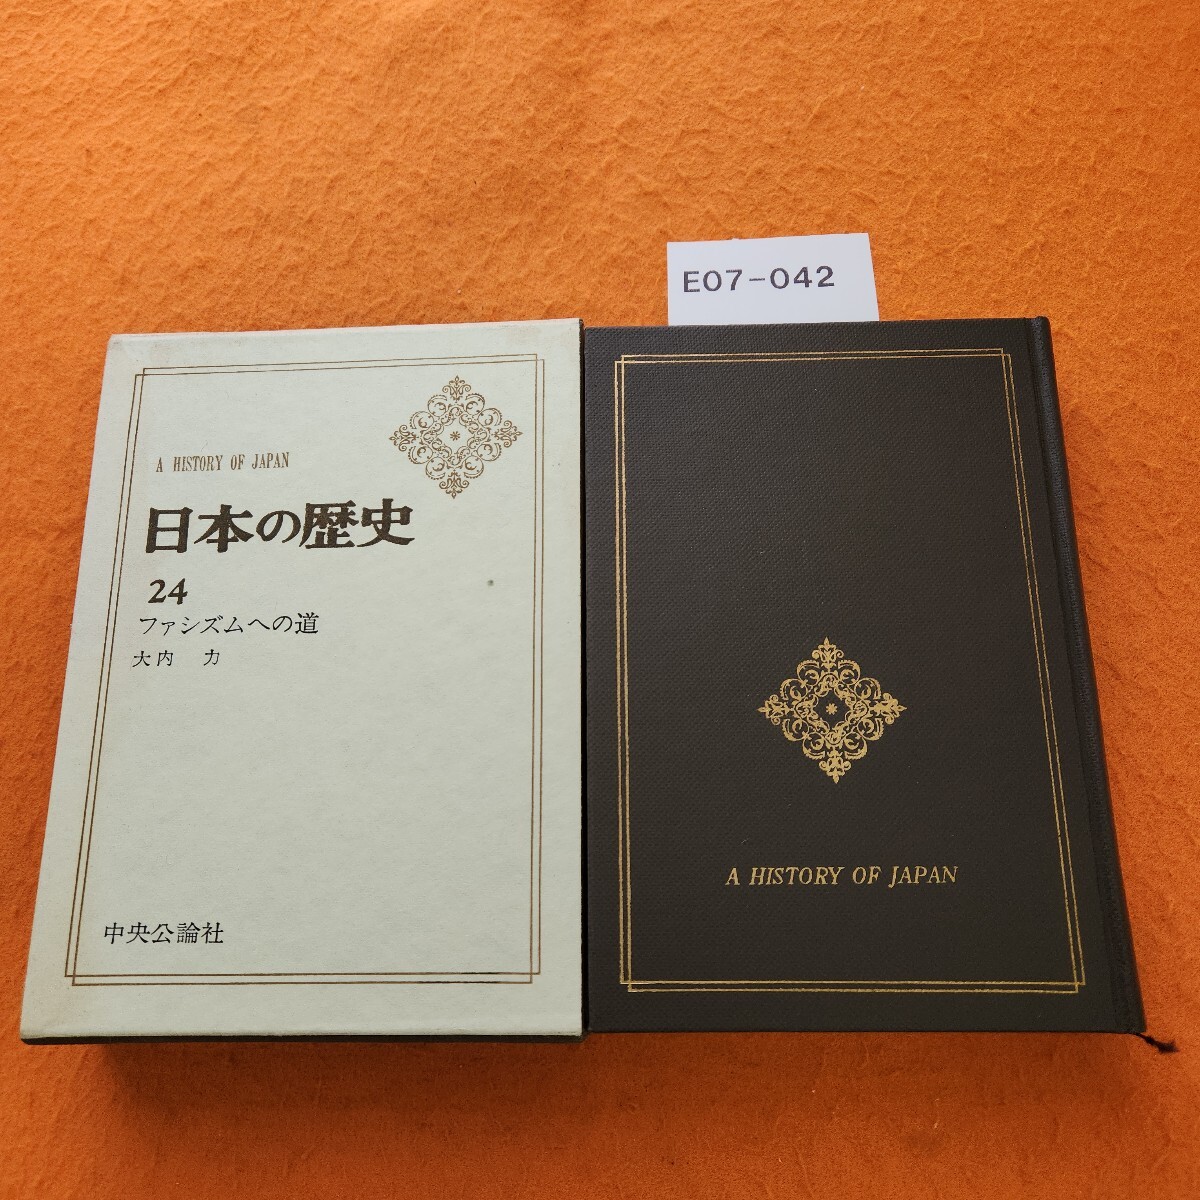 E07-042
A HISTORY OF JAPAN
日本の歴史
24
ファシズムへの道
大内 力
中央公論社
A HISTORY OF JAPAN